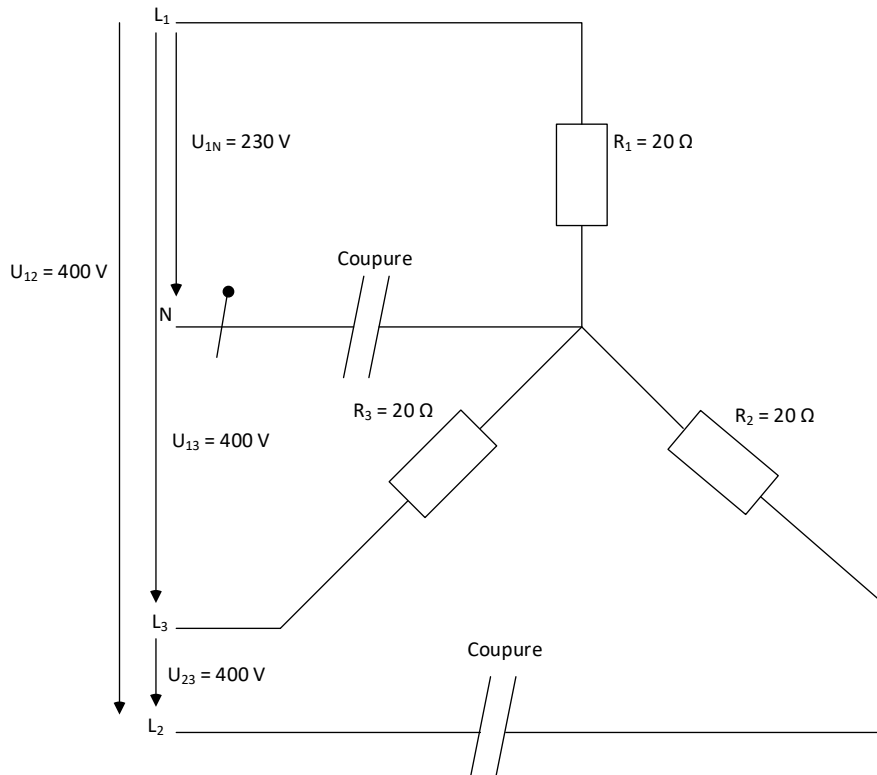 L₁
U₁N = 230 V
R₁ = 20 Ω
Coupure
U₁₂ = 400 V
N
R₃ = 20 Ω
R₂ = 20 Ω
U₁₃ = 400 V
L₃
Coupure
U₂₃ = 400 V
L₂